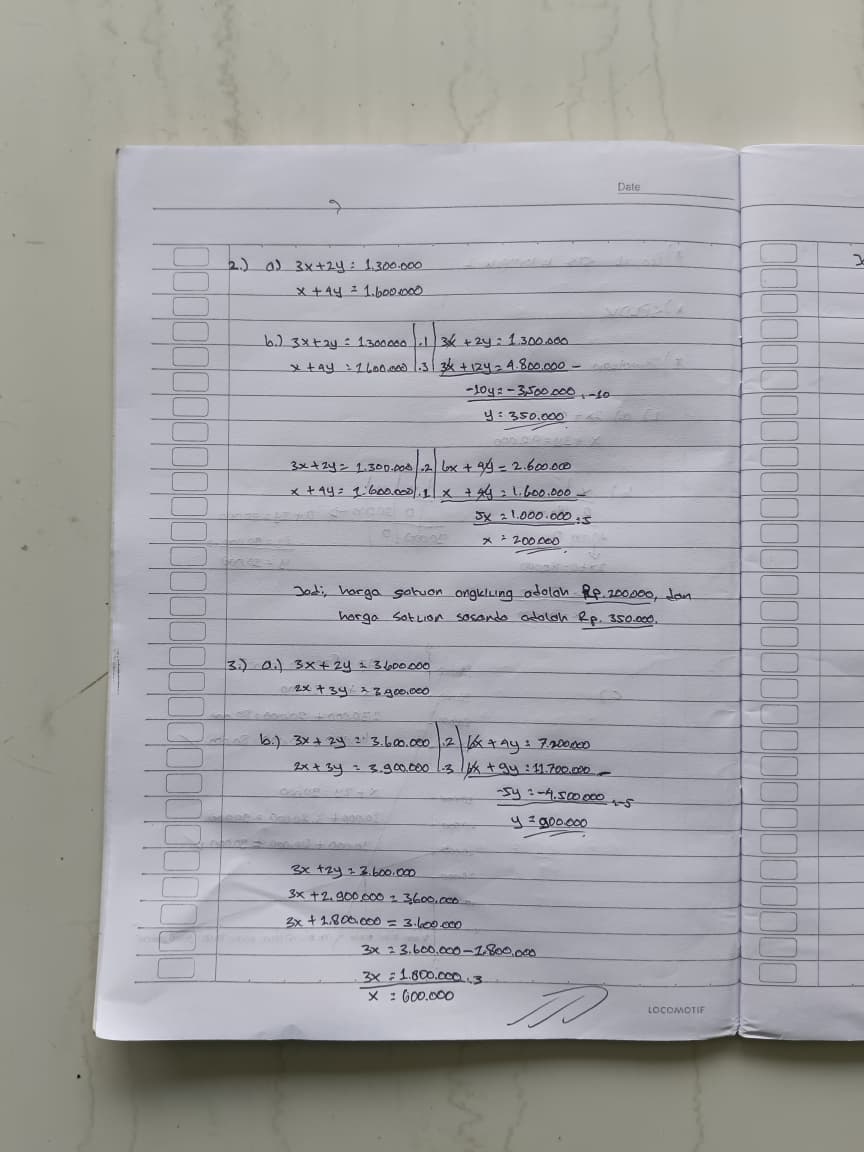 Date
2.) a) 3x + 2y = 1.300.000
x + 4y = 1.600.000
b.) 3x + 2y = 1.300.000 | .1 | 3x + 2y = 1.300.000
x + 4y = 1.600.000 | .3 | 3x + 12y = 4.800.000 -
-10y = -3.500.000 : -10
y = 350.000
3x + 2y = 1.300.000 | .2 | 6x + 4y = 2.600.000
x + 4y = 1.600.000 | .1 | x + 4y = 1.600.000 -
5x = 1.000.000 : 5
x = 200.000
Jadi, harga satuan angklung adalah Rp. 200.000, dan
harga satuan sasando adalah Rp. 350.000.
3.) a.) 3x + 2y = 3.600.000
2x + 3y = 3.900.000
b.) 3x + 2y = 3.600.000 | .2 | 6x + 4y = 7.200.000
2x + 3y = 3.900.000 | .3 | 6x + 9y = 11.700.000 -
-5y = -4.500.000 : -5
y = 900.000
3x + 2y = 3.600.000
3x + 2.900.000 = 3.600.000
3x + 1.800.000 = 3.600.000
3x = 3.600.000 - 1.800.000
3x = 1.800.000 : 3
x = 600.000
LOCOMOTIF